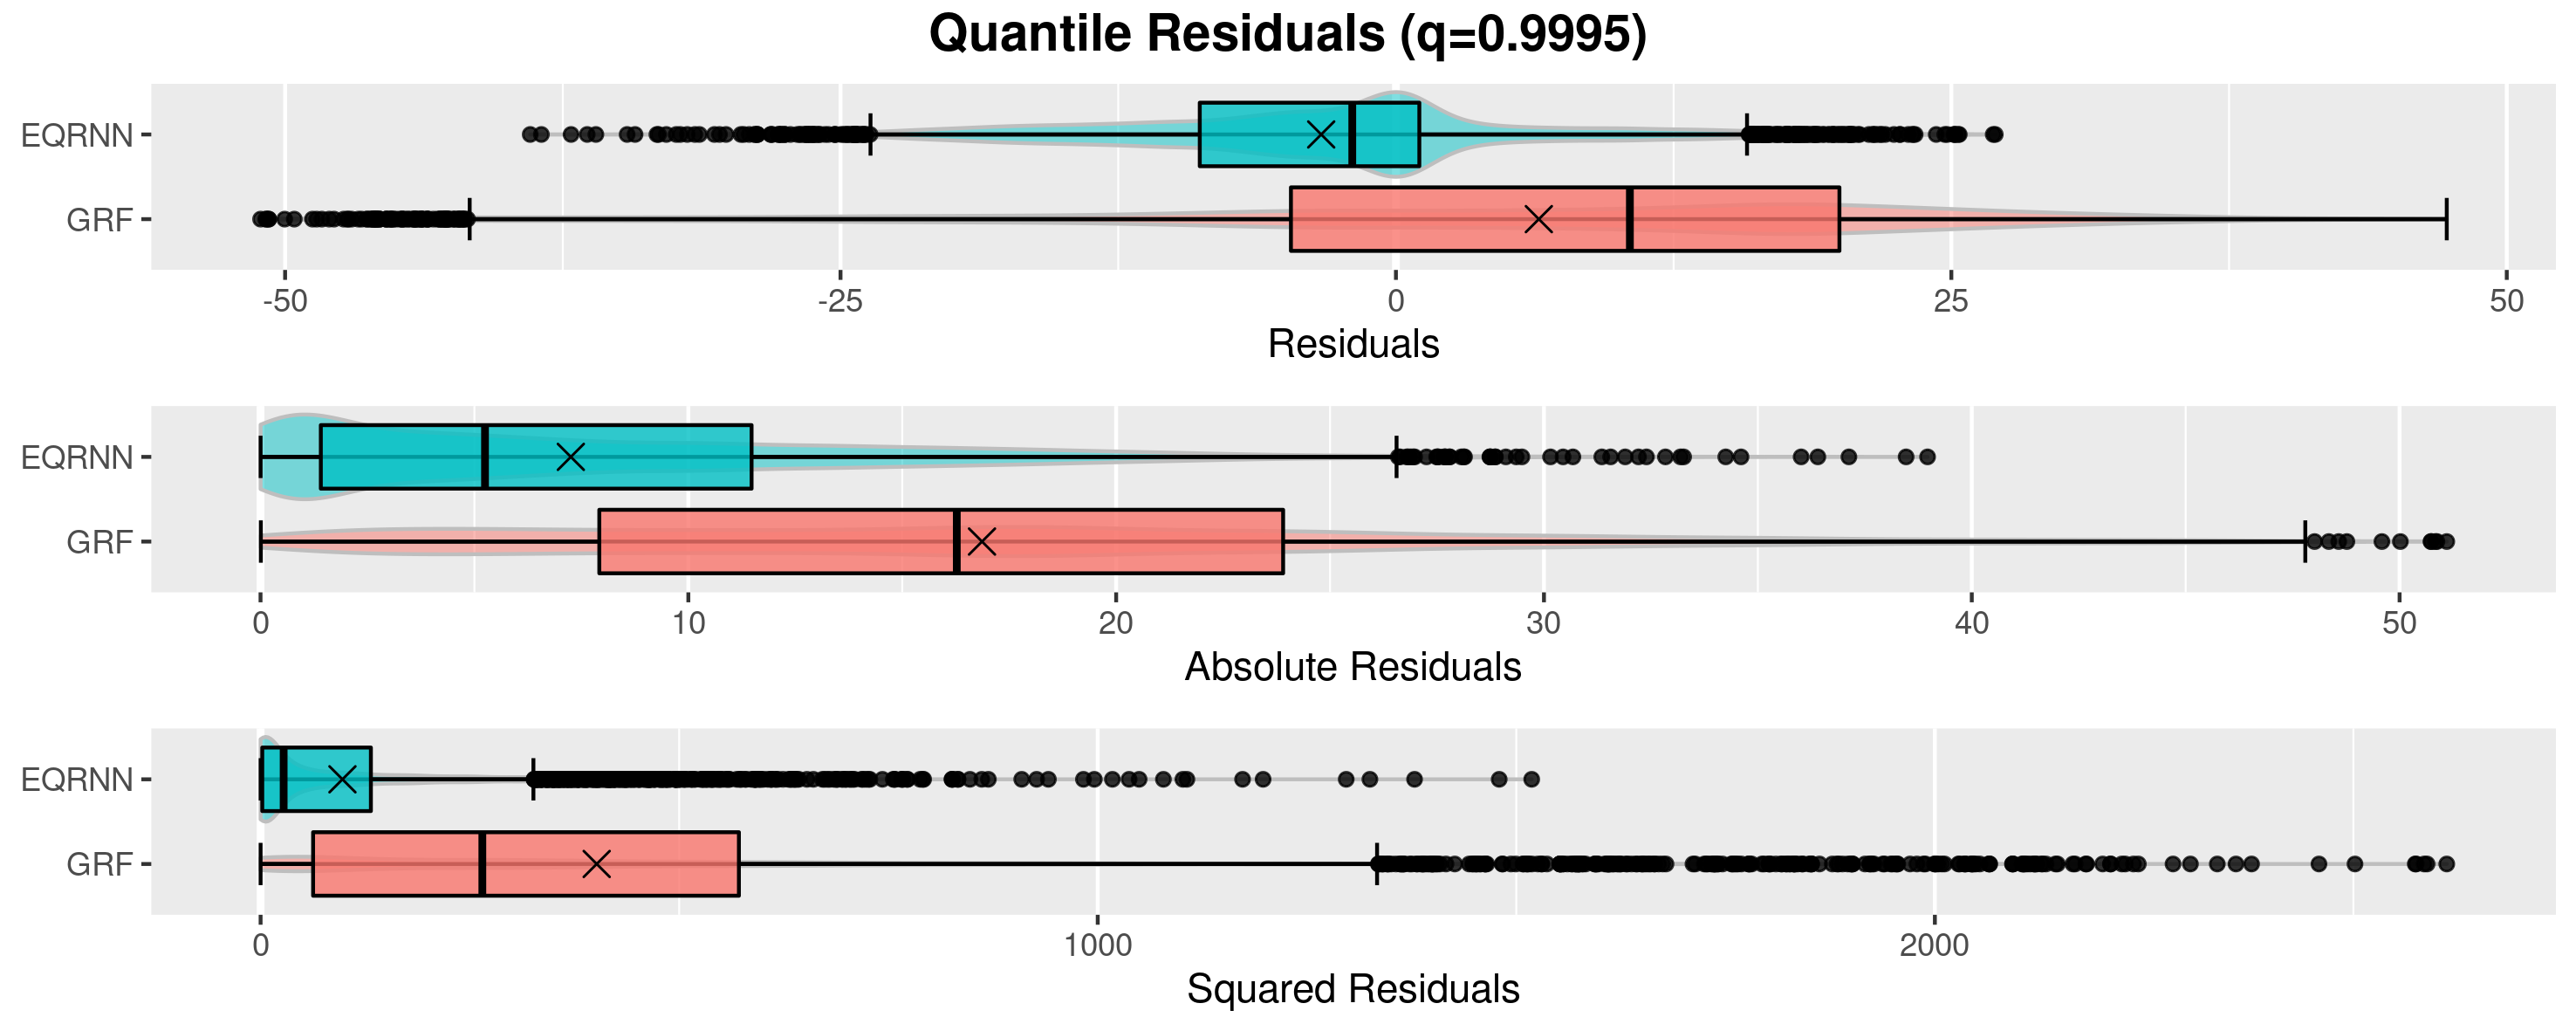 Quantile Residuals (q=0.9995)
EQRNN
GRF
-50 -25 0 25 50
Residuals
EQRNN
GRF
0 10 20 30 40 50
Absolute Residuals
EQRNN
GRF
0 1000 2000
Squared Residuals